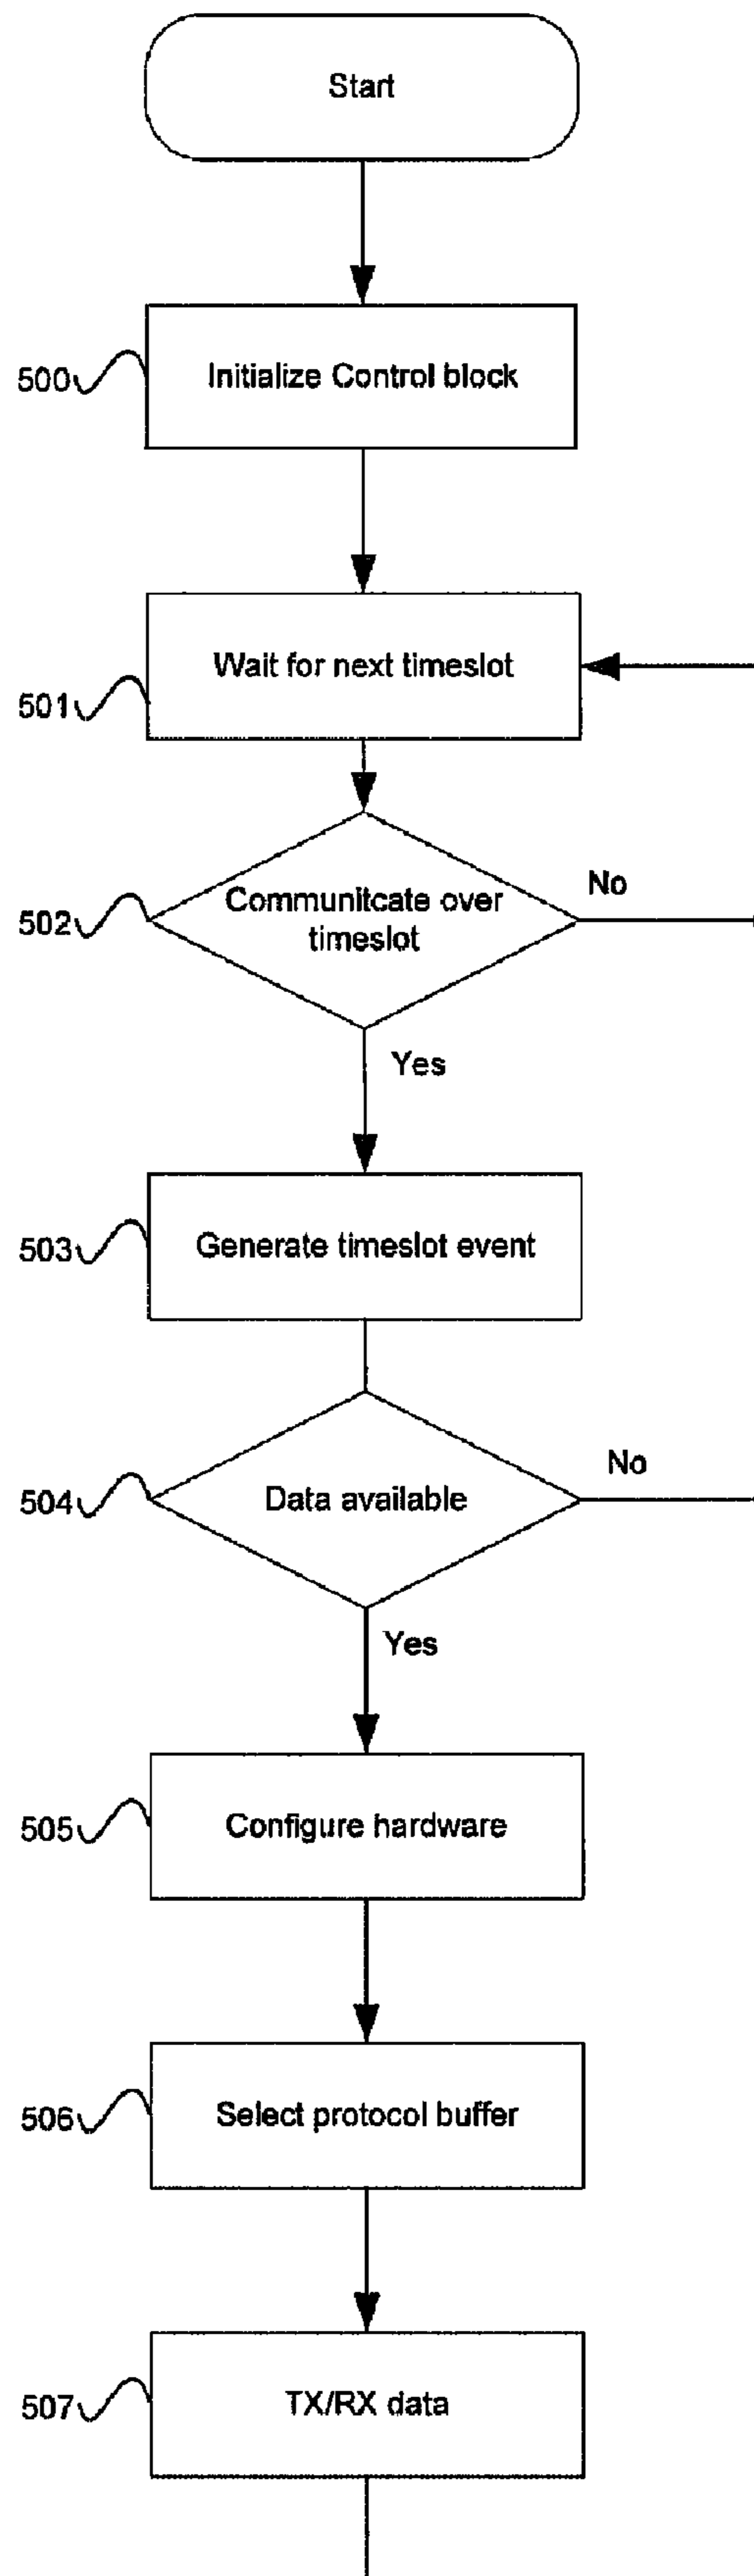 Start
500
Initialize Control block
501
Wait for next timeslot
502
Communitcate over
timeslot
No
Yes
503
Generate timeslot event
504
Data available
No
Yes
505
Configure hardware
506
Select protocol buffer
507
TX/RX data